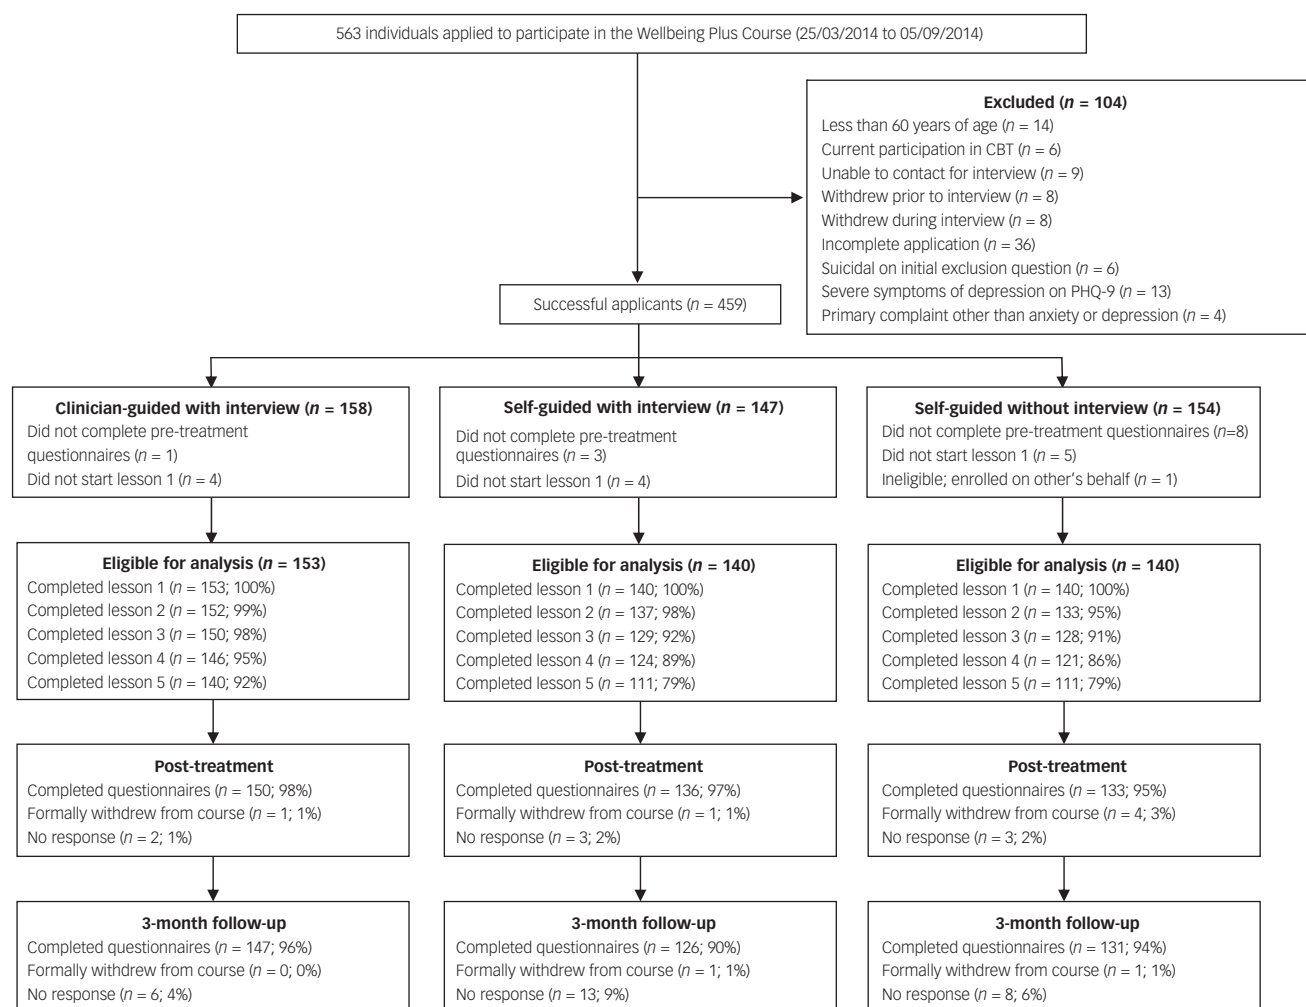 563 individuals applied to participate in the Wellbeing Plus Course (25/03/2014 to 05/09/2014)
Excluded (n = 104)
Less than 60 years of age (n = 14)
Current participation in CBT (n = 6)
Unable to contact for interview (n = 9)
Withdrew prior to interview (n = 8)
Withdrew during interview (n = 8)
Incomplete application (n = 36)
Suicidal on initial exclusion question (n = 6)
Severe symptoms of depression on PHQ-9 (n = 13)
Primary complaint other than anxiety or depression (n = 4)
Successful applicants (n = 459)
Clinician-guided with interview (n = 158)
Did not complete pre-treatment
questionnaires (n = 1)
Did not start lesson 1 (n = 4)
Self-guided with interview (n = 147)
Did not complete pre-treatment
questionnaires (n = 3)
Did not start lesson 1 (n = 4)
Self-guided without interview (n = 154)
Did not complete pre-treatment questionnaires (n=8)
Did not start lesson 1 (n = 5)
Ineligible; enrolled on other's behalf (n = 1)
Eligible for analysis (n = 153)
Completed lesson 1 (n = 153; 100%)
Completed lesson 2 (n = 152; 99%)
Completed lesson 3 (n = 150; 98%)
Completed lesson 4 (n = 146; 95%)
Completed lesson 5 (n = 140; 92%)
Eligible for analysis (n = 140)
Completed lesson 1 (n = 140; 100%)
Completed lesson 2 (n = 137; 98%)
Completed lesson 3 (n = 129; 92%)
Completed lesson 4 (n = 124; 89%)
Completed lesson 5 (n = 111; 79%)
Eligible for analysis (n = 140)
Completed lesson 1 (n = 140; 100%)
Completed lesson 2 (n = 133; 95%)
Completed lesson 3 (n = 128; 91%)
Completed lesson 4 (n = 121; 86%)
Completed lesson 5 (n = 111; 79%)
Post-treatment
Completed questionnaires (n = 150; 98%)
Formally withdrew from course (n = 1; 1%)
No response (n = 2; 1%)
Post-treatment
Completed questionnaires (n = 136; 97%)
Formally withdrew from course (n = 1; 1%)
No response (n = 3; 2%)
Post-treatment
Completed questionnaires (n = 133; 95%)
Formally withdrew from course (n = 4; 3%)
No response (n = 3; 2%)
3-month follow-up
Completed questionnaires (n = 147; 96%)
Formally withdrew from course (n = 0; 0%)
No response (n = 6; 4%)
3-month follow-up
Completed questionnaires (n = 126; 90%)
Formally withdrew from course (n = 1; 1%)
No response (n = 13; 9%)
3-month follow-up
Completed questionnaires (n = 131; 94%)
Formally withdrew from course (n = 1; 1%)
No response (n = 8; 6%)